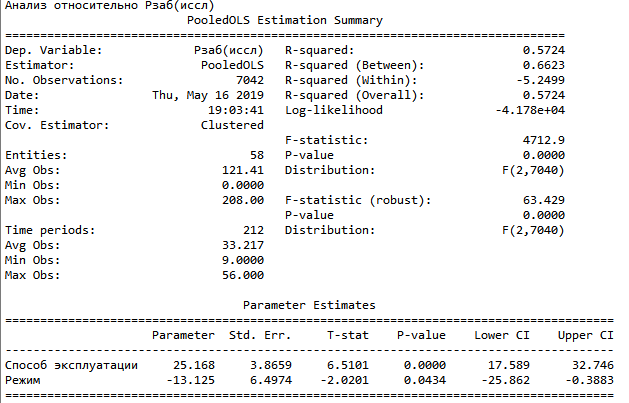 Анализ относительно Рзаб(иссл)
PooledOLS Estimation Summary
================================================================================
Dep. Variable: Рзаб(иссл) R-squared: 0.5724
Estimator: PooledOLS R-squared (Between): 0.6623
No. Observations: 7042 R-squared (Within): -5.2499
Date: Thu, May 16 2019 R-squared (Overall): 0.5724
Time: 19:03:41 Log-likelihood -4.178e+04
Cov. Estimator: Clustered
F-statistic: 4712.9
Entities: 58 P-value 0.0000
Avg Obs: 121.41 Distribution: F(2,7040)
Min Obs: 0.0000
Max Obs: 208.00 F-statistic (robust): 63.429
P-value 0.0000
Time periods: 212 Distribution: F(2,7040)
Avg Obs: 33.217
Min Obs: 9.0000
Max Obs: 56.000
Parameter Estimates
=======================================================================================
Parameter Std. Err. T-stat P-value Lower CI Upper CI
---------------------------------------------------------------------------------------
Способ эксплуатации 25.168 3.8659 6.5101 0.0000 17.589 32.746
Режим -13.125 6.4974 -2.0201 0.0434 -25.862 -0.3883
=======================================================================================